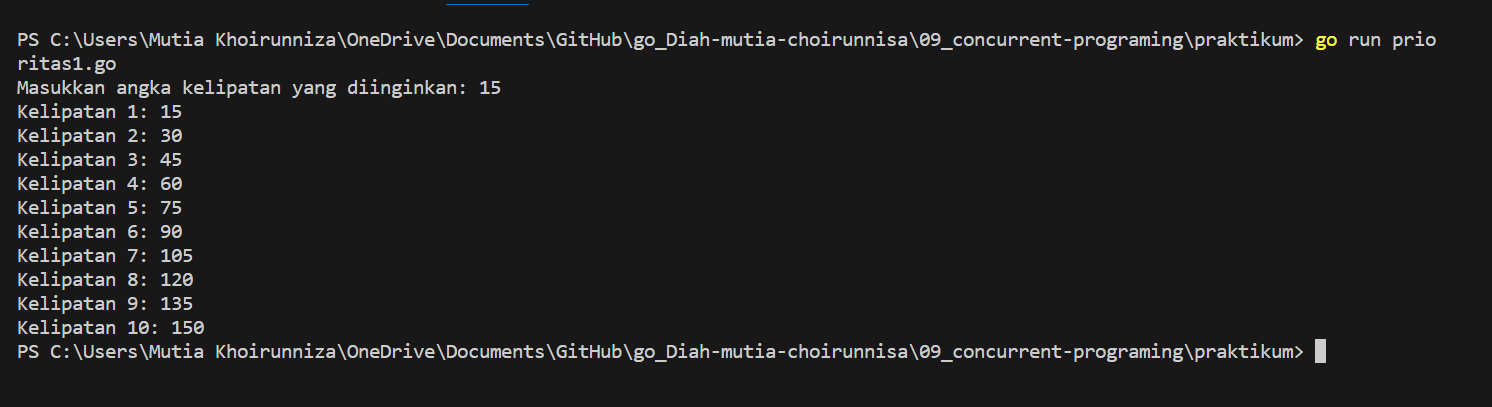 PS C:\Users\Mutia Khoirunniza\OneDrive\Documents\GitHub\go_Diah-mutia-choirunnisa\09_concurrent-programing\praktikum> go run prio
ritas1.go
Masukkan angka kelipatan yang diinginkan: 15
Kelipatan 1: 15
Kelipatan 2: 30
Kelipatan 3: 45
Kelipatan 4: 60
Kelipatan 5: 75
Kelipatan 6: 90
Kelipatan 7: 105
Kelipatan 8: 120
Kelipatan 9: 135
Kelipatan 10: 150
PS C:\Users\Mutia Khoirunniza\OneDrive\Documents\GitHub\go_Diah-mutia-choirunnisa\09_concurrent-programing\praktikum>